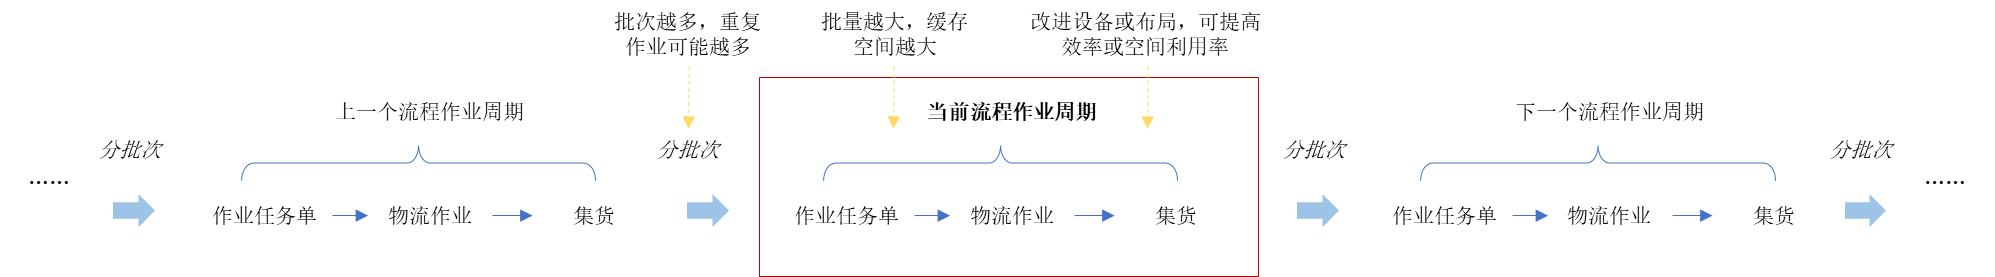 批次越多，重复
作业可能越多
批量越大，缓存
空间越大
改进设备或布局，可提高
效率或空间利用率
上一个流程作业周期
当前流程作业周期
下一个流程作业周期
分批次
分批次
分批次
分批次
……
……
作业任务单
物流作业
集货
作业任务单
物流作业
集货
作业任务单
物流作业
集货